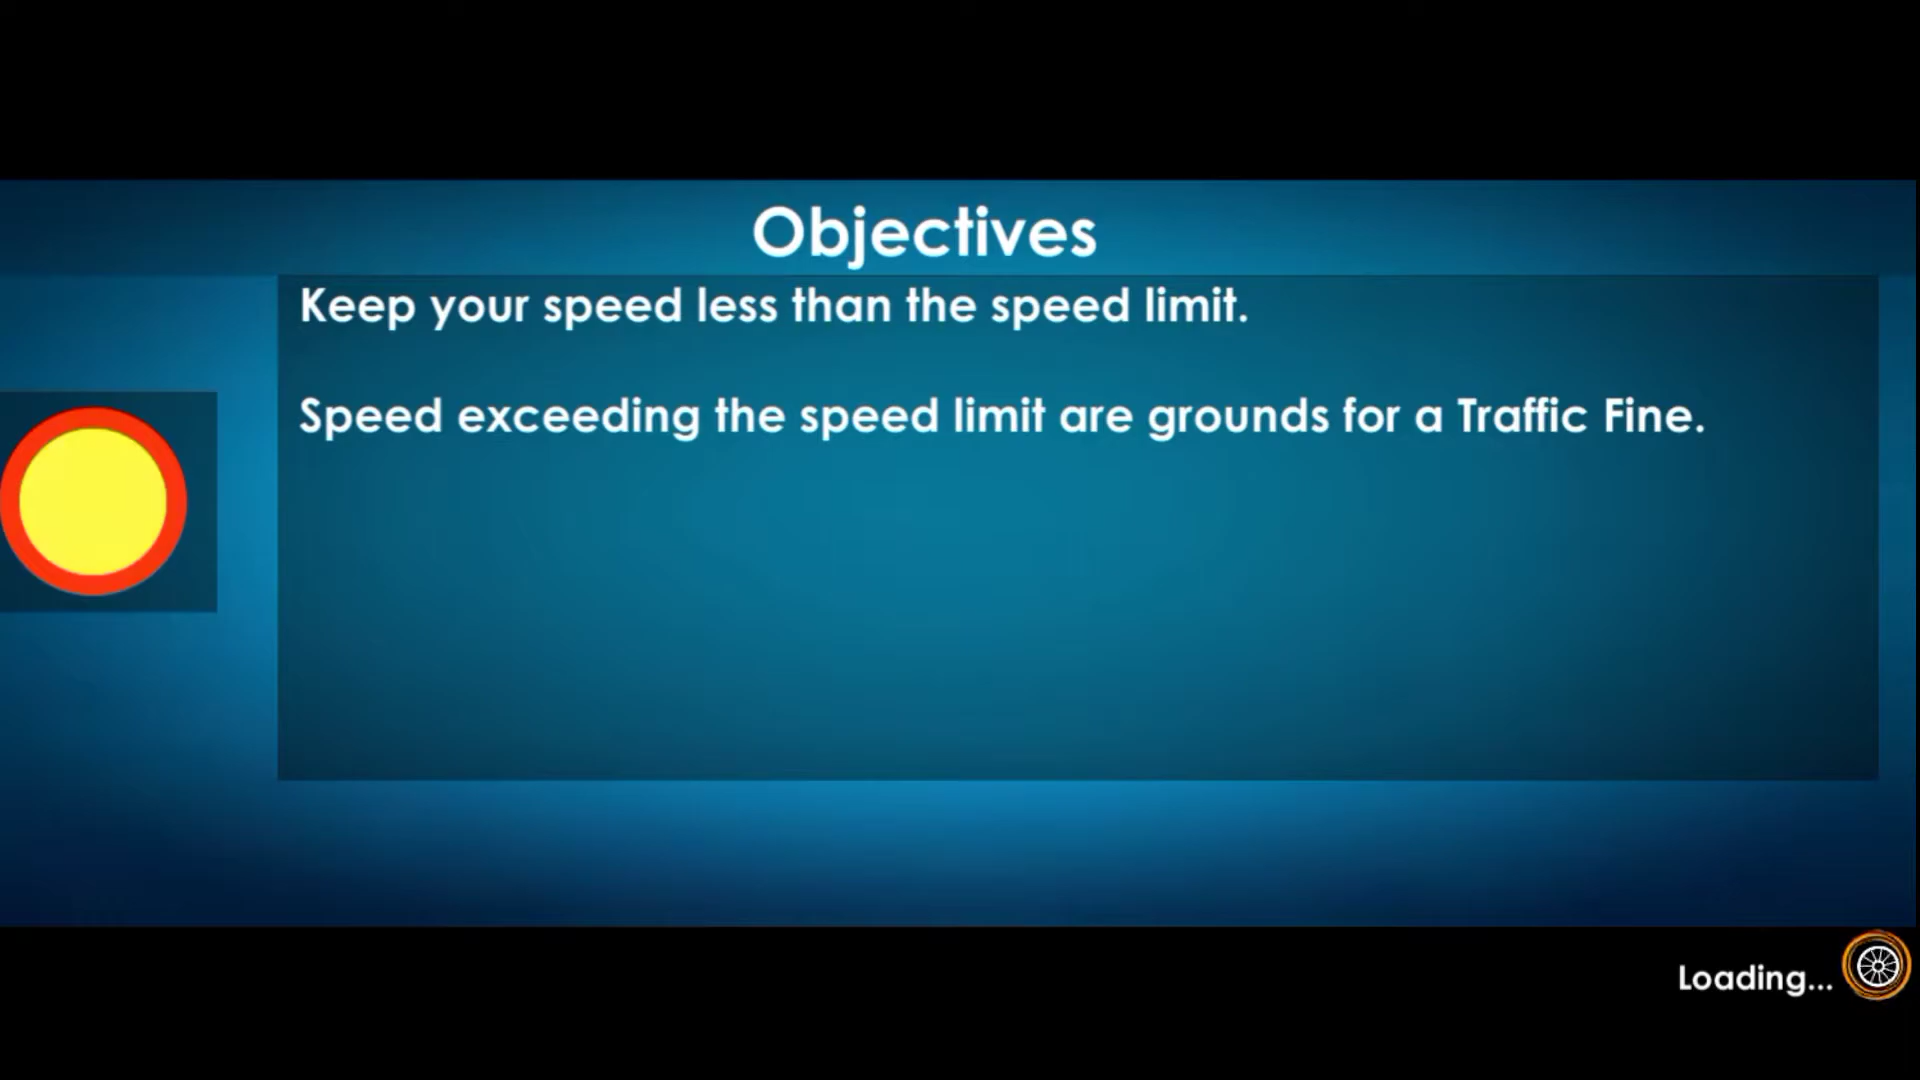 Objectives
Keep your speed less than the speed limit.
Speed exceeding the speed limit are grounds for a Traffic Fine.
Loading...